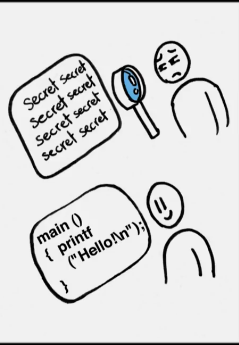 Secret secret
secret secret
secret secret
secret secret
main ()
{ printf
("Hello!\n");
}